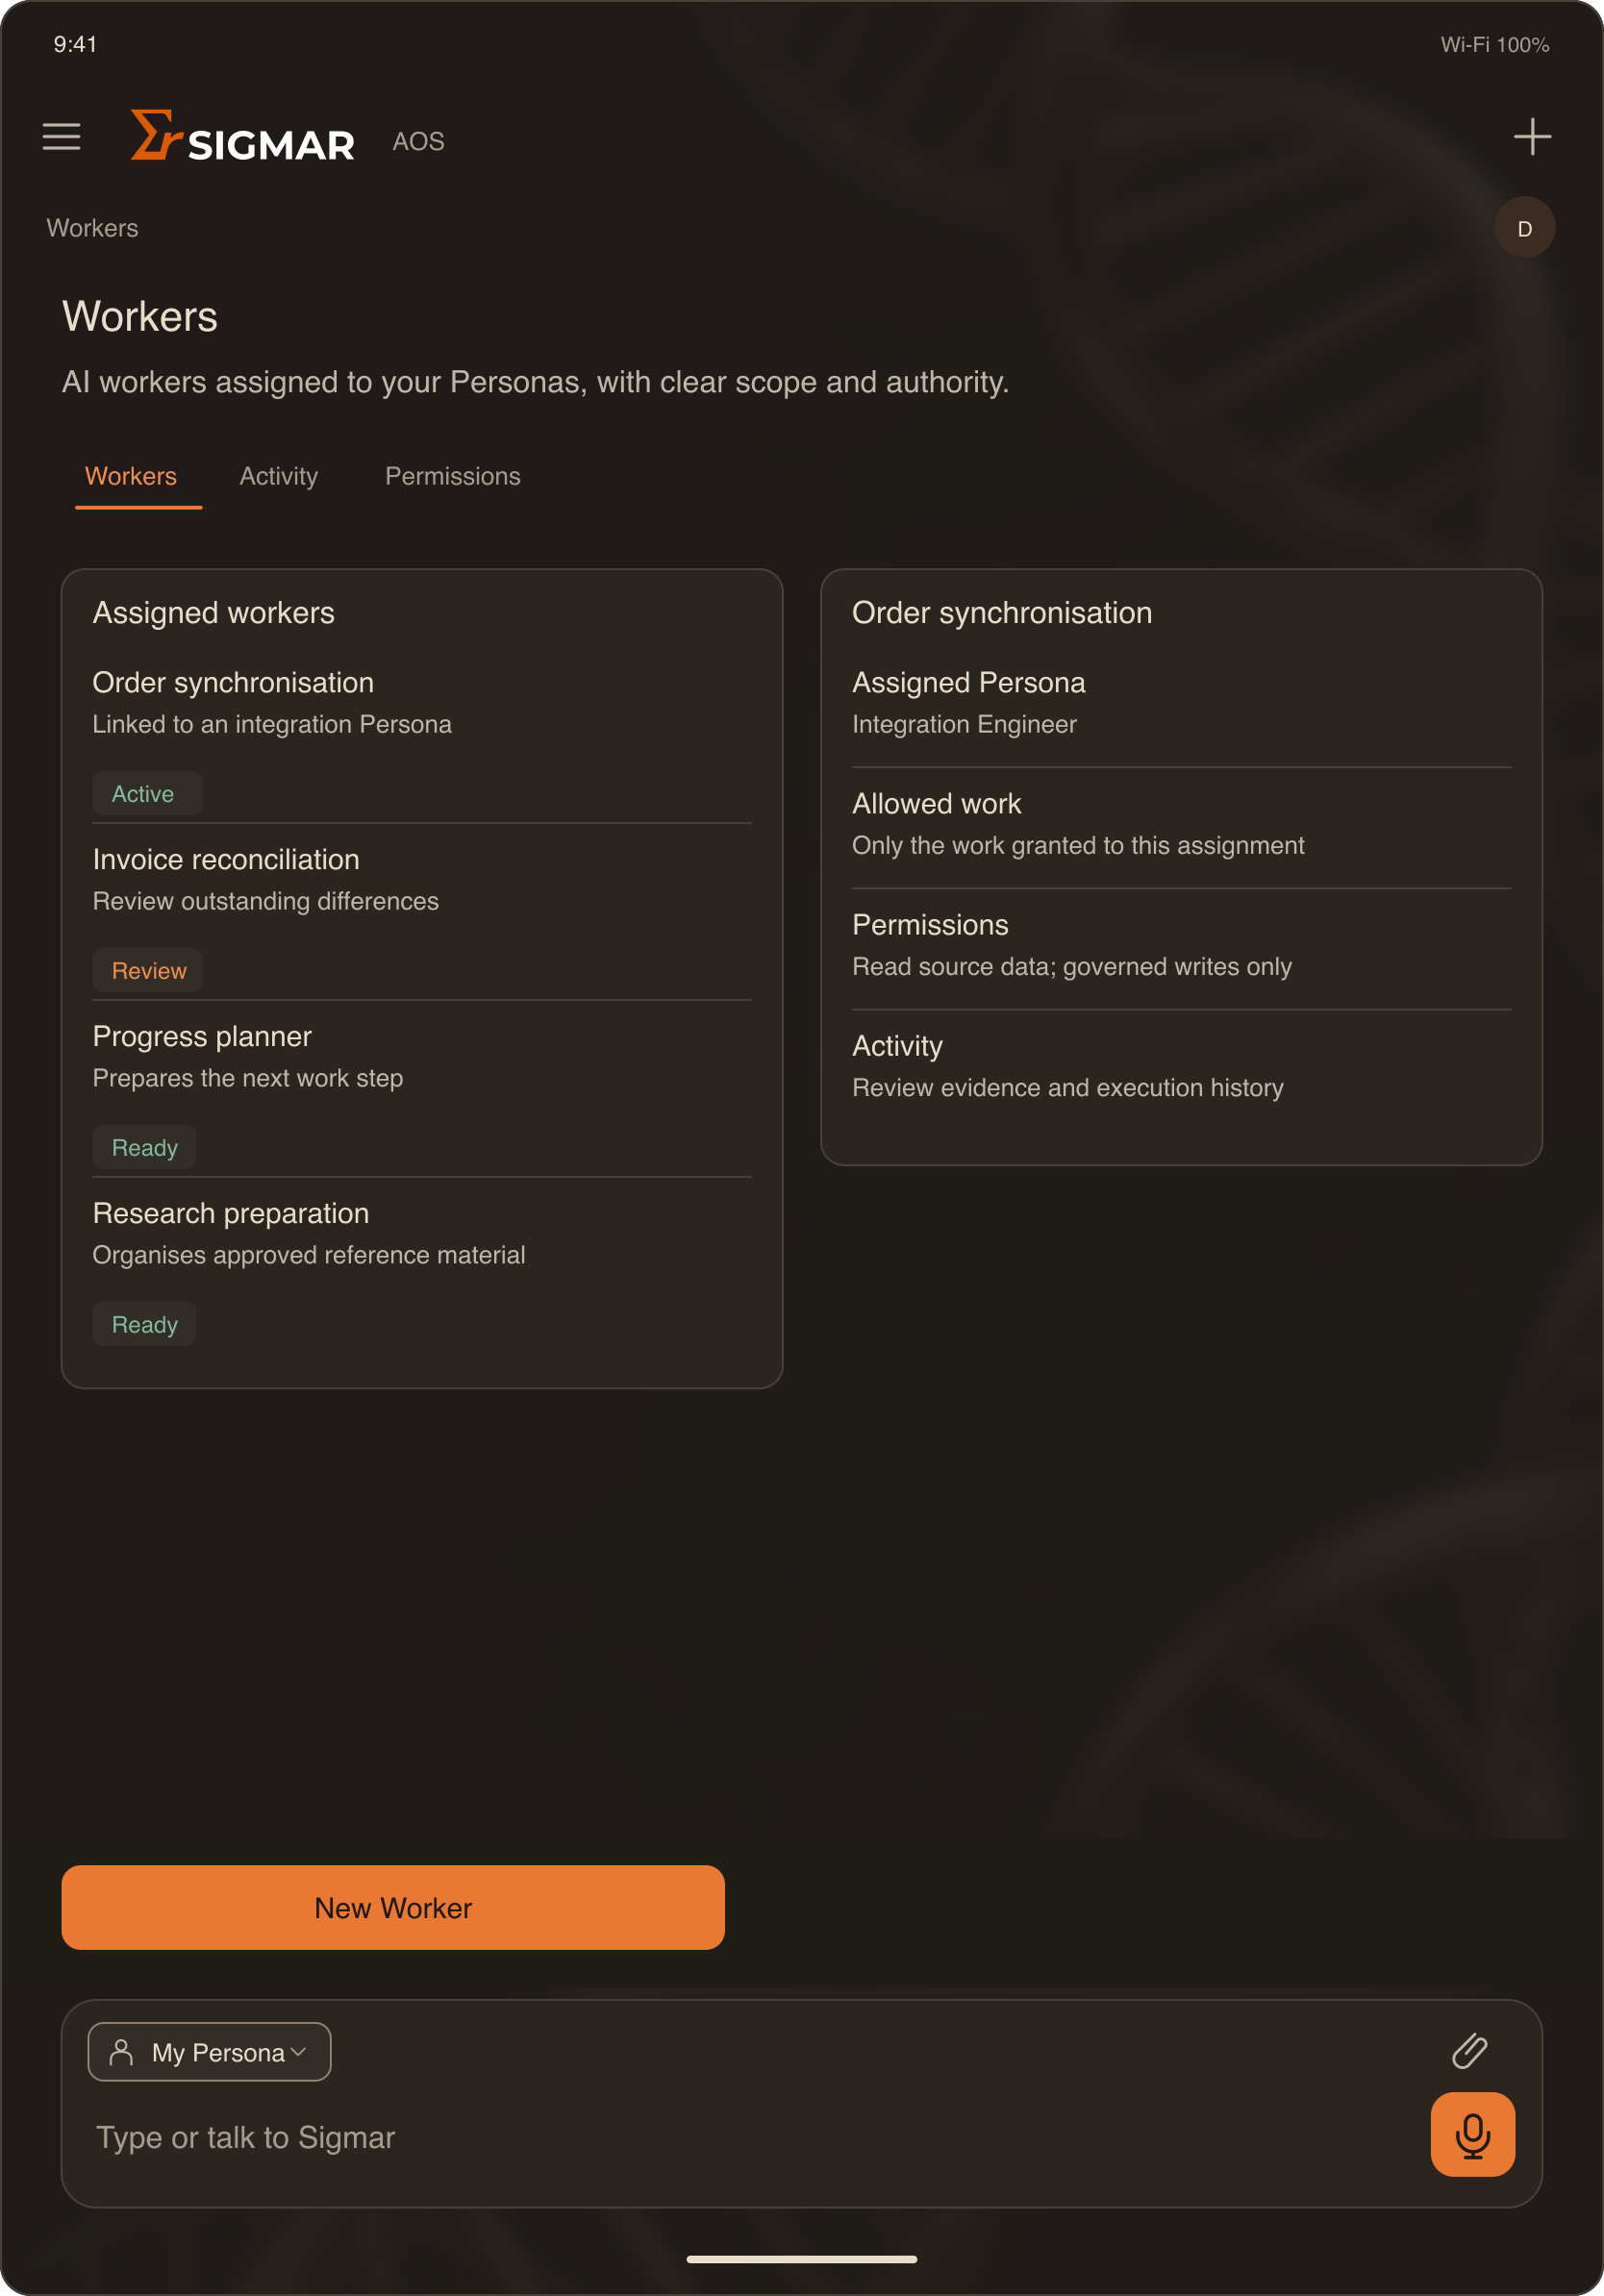 9:41
Wi-Fi 100%
Σr SIGMAR AOS
Workers
D
Workers
AI workers assigned to your Personas, with clear scope and authority.
Workers
Activity
Permissions
Assigned workers
Order synchronisation
Linked to an integration Persona
Active
Invoice reconciliation
Review outstanding differences
Review
Progress planner
Prepares the next work step
Ready
Research preparation
Organises approved reference material
Ready
Order synchronisation
Assigned Persona
Integration Engineer
Allowed work
Only the work granted to this assignment
Permissions
Read source data; governed writes only
Activity
Review evidence and execution history
New Worker
My Persona
Type or talk to Sigmar